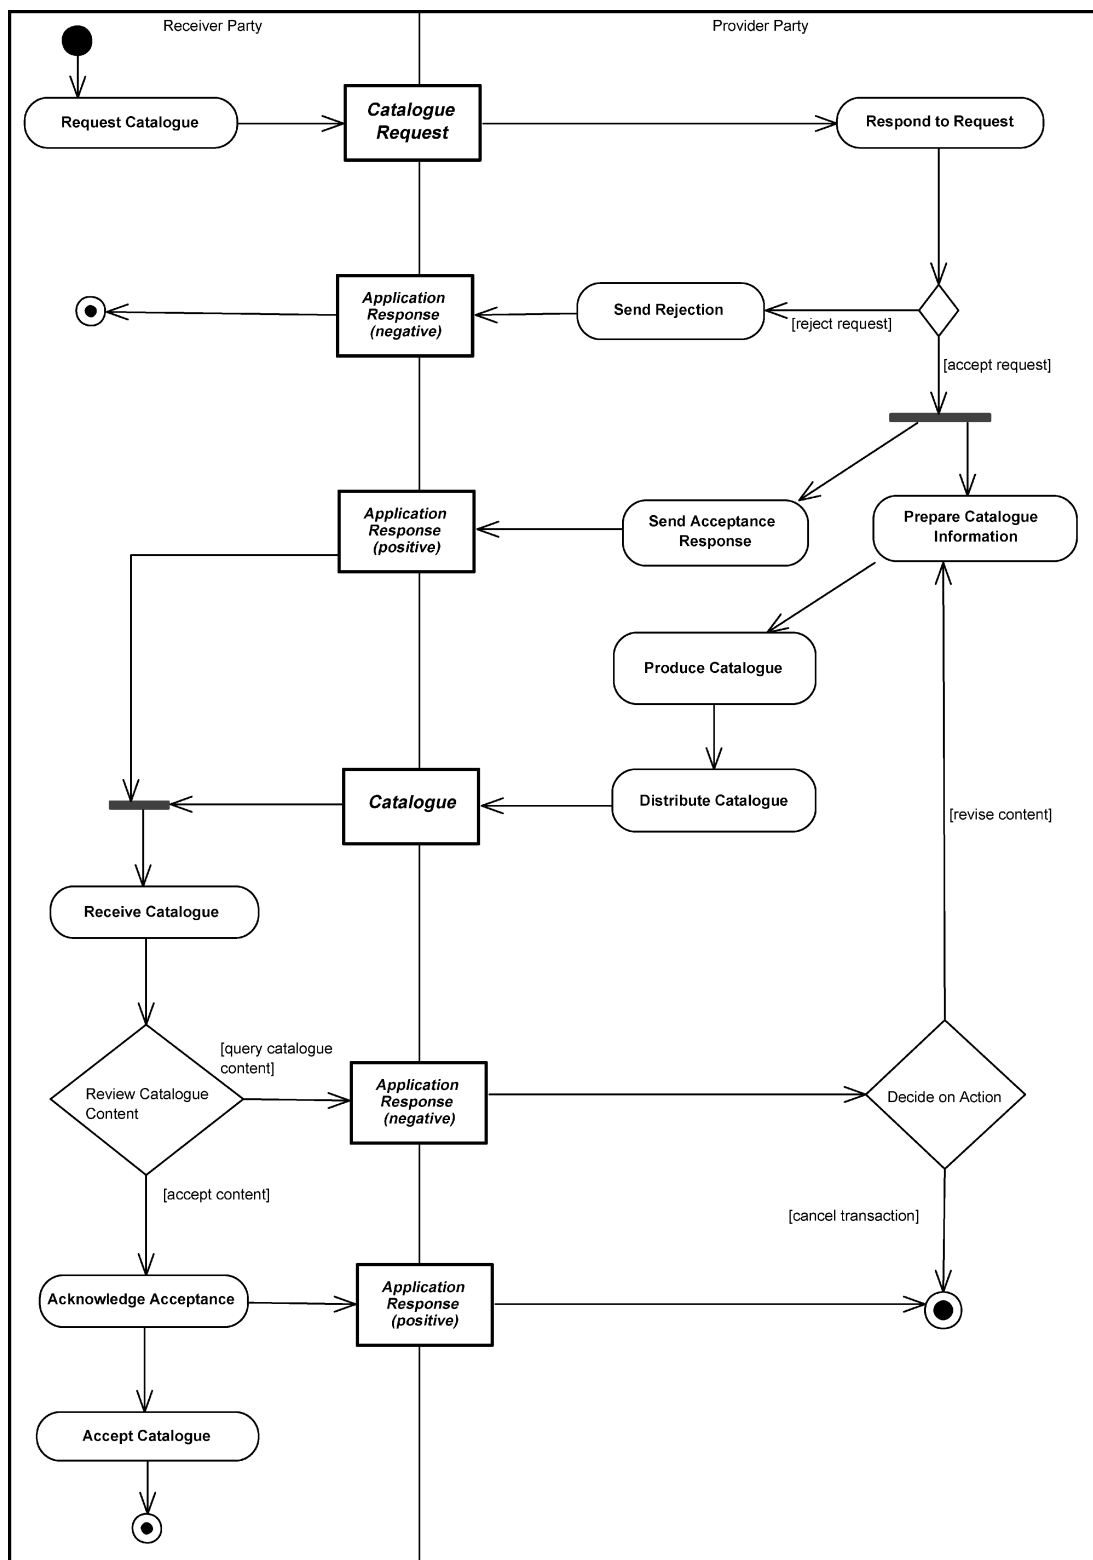 Receiver Party
Provider Party
Request Catalogue
Catalogue
Request
Respond to Request
Application
Response
(negative)
Send Rejection
[reject request]
[accept request]
Application
Response
(positive)
Send Acceptance
Response
Prepare Catalogue
Information
Produce Catalogue
Catalogue
Distribute Catalogue
[revise content]
Receive Catalogue
[query catalogue
content]
Review Catalogue
Content
Application
Response
(negative)
Decide on Action
[accept content]
[cancel transaction]
Acknowledge Acceptance
Application
Response
(positive)
Accept Catalogue